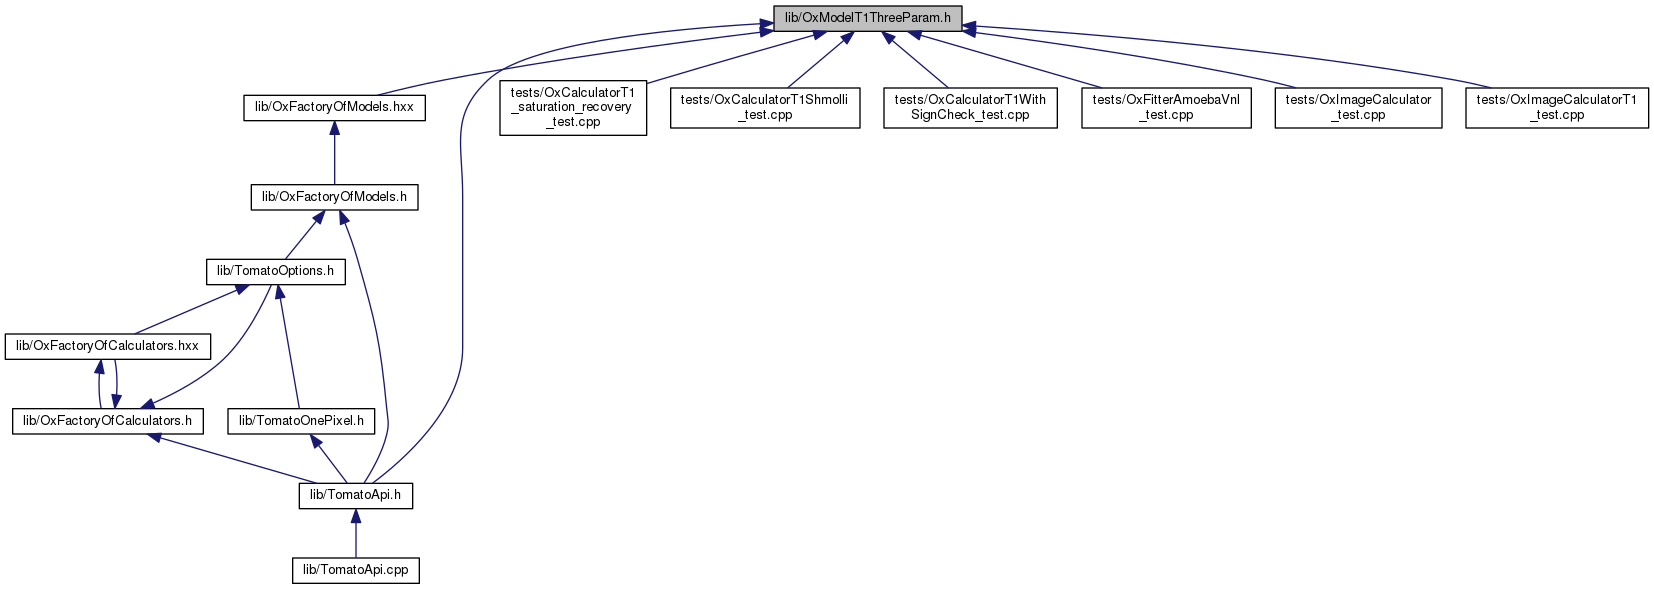 lib/OxModelT1ThreeParam.h
lib/OxFactoryOfModels.hxx
tests/OxCalculatorT1
_saturation_recovery
_test.cpp
tests/OxCalculatorT1Shmolli
_test.cpp
tests/OxCalculatorT1With
SignCheck_test.cpp
tests/OxFitterAmoebaVnl
_test.cpp
tests/OxImageCalculator
_test.cpp
tests/OxImageCalculatorT1
_test.cpp
lib/OxFactoryOfModels.h
lib/TomatoOptions.h
lib/OxFactoryOfCalculators.hxx
lib/OxFactoryOfCalculators.h
lib/TomatoOnePixel.h
lib/TomatoApi.h
lib/TomatoApi.cpp